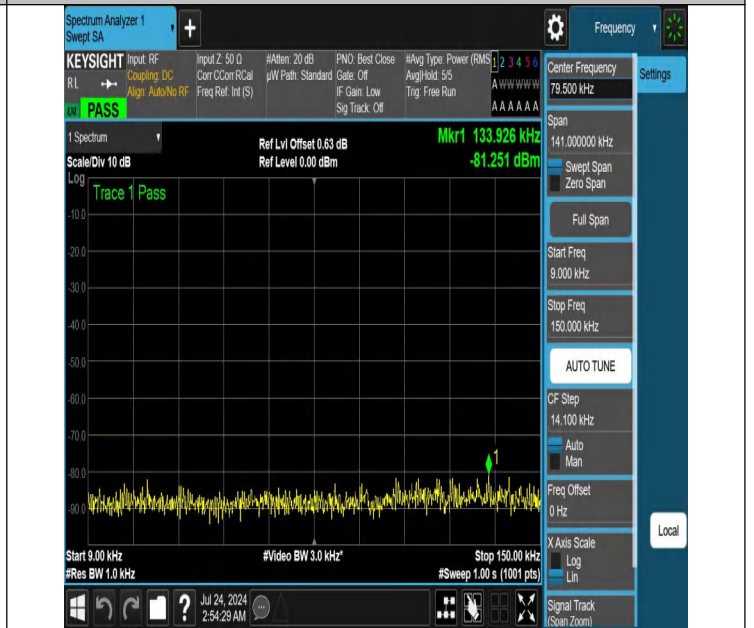 Spectrum Analyzer 1
Swept SA
+
Frequency
KEYSIGHT
RL
PASS
Input: RF
Coupling: DC
Align: Auto/No RF
Input Z: 50 Ω
Corr CCorr RCal
Freq Ref: Int (S)
#Atten: 20 dB
µW Path: Standard
PNO: Best Close
Gate: Off
IF Gain: Low
Sig Track: Off
#Avg Type: Power (RMS
Avg|Hold: 5/5
Trig: Free Run
1 2 3 4 5 6
A W W W W W
A A A A A A
Center Frequency
79.500 kHz
Settings
Span
141.000000 kHz
Swept Span
Zero Span
Full Span
Start Freq
9.000 kHz
Stop Freq
150.000 kHz
AUTO TUNE
CF Step
14.100 kHz
Auto
Man
Freq Offset
0 Hz
X Axis Scale
Log
Lin
Signal Track
(Span Zoom)
Local
1 Spectrum
Scale/Div 10 dB
Ref Lvl Offset 0.63 dB
Ref Level 0.00 dBm
Mkr1 133.926 kHz
-81.251 dBm
Log
Trace 1 Pass
-10.0
-20.0
-30.0
-40.0
-50.0
-60.0
-70.0
-80.0
-90.0
1
Start 9.00 kHz
#Res BW 1.0 kHz
#Video BW 3.0 kHz*
Stop 150.00 kHz
#Sweep 1.00 s (1001 pts)
?
Jul 24, 2024
2:54:29 AM